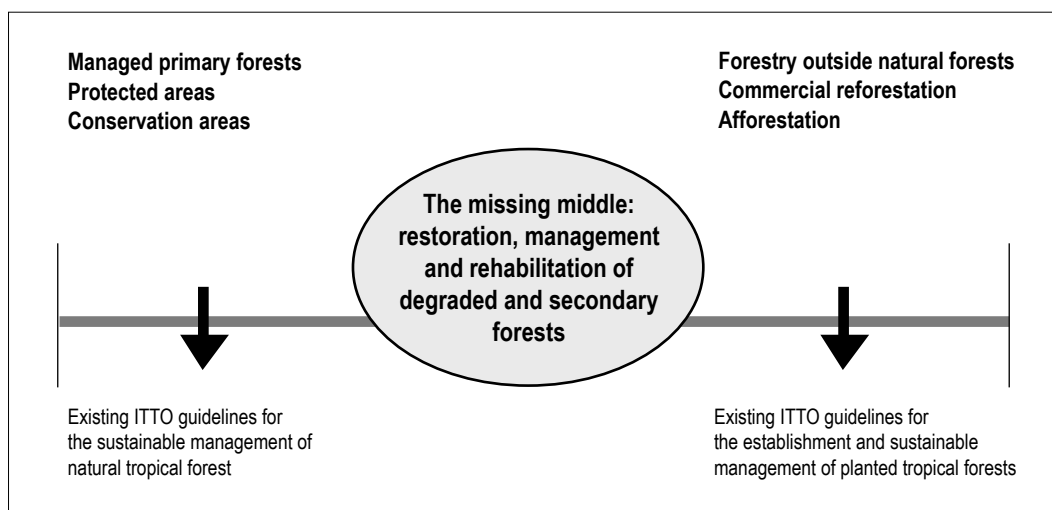 Managed primary forests
Protected areas
Conservation areas
Forestry outside natural forests
Commercial reforestation
Afforestation
The missing middle:
restoration, management
and rehabilitation of
degraded and secondary
forests
Existing ITTO guidelines for
the sustainable management of
natural tropical forest
Existing ITTO guidelines for
the establishment and sustainable
management of planted tropical forests